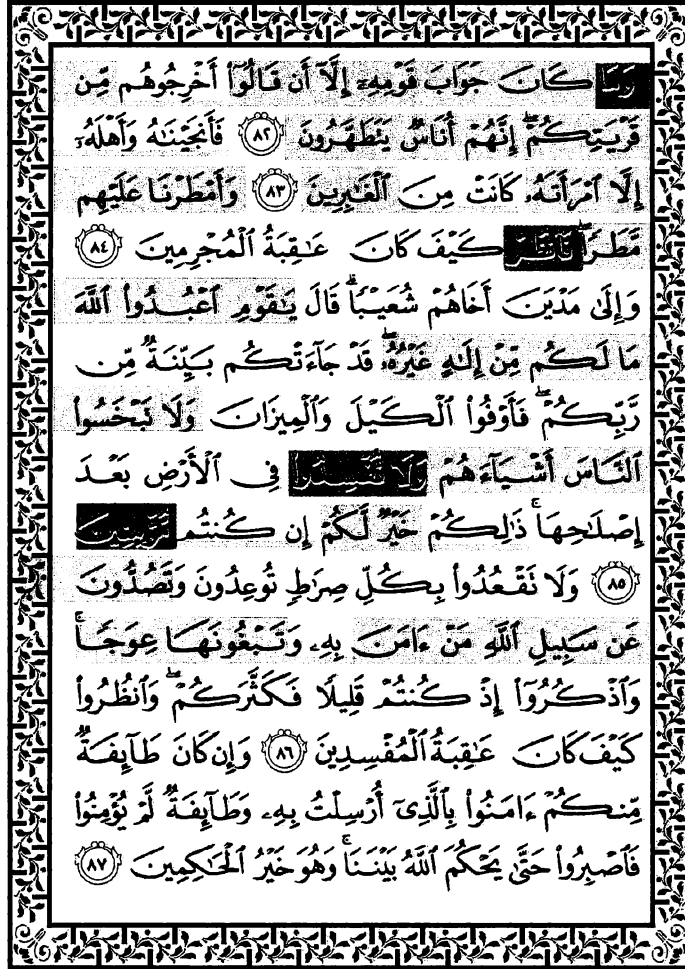 وَمَا كَانَ جَوَابَ قَوْمِهِۦٓ إِلَّآ أَن قَالُوٓا۟ أَخْرِجُوهُم مِّن
قَرْيَتِكُمْ ۖ إِنَّهُمْ أُنَاسٌ يَتَطَهَّرُونَ ﴿٨٢﴾ فَأَنجَيْنَٰهُ وَأَهْلَهُۥٓ
إِلَّا ٱمْرَأَتَهُۥ كَانَتْ مِنَ ٱلْغَٰبِرِينَ ﴿٨٣﴾ وَأَمْطَرْنَا عَلَيْهِم
مَّطَرًا ۖ فَٱنظُرْ كَيْفَ كَانَ عَٰقِبَةُ ٱلْمُجْرِمِينَ ﴿٨٤﴾
وَإِلَىٰ مَدْيَنَ أَخَاهُمْ شُعَيْبًا ۗ قَالَ يَٰقَوْمِ ٱعْبُدُوا۟ ٱللَّهَ
مَا لَكُم مِّنْ إِلَٰهٍ غَيْرُهُۥ ۖ قَدْ جَآءَتْكُم بَيِّنَةٌ مِّن
رَّبِّكُمْ ۖ فَأَوْفُوا۟ ٱلْكَيْلَ وَٱلْمِيزَانَ وَلَا تَبْخَسُوا۟
ٱلنَّاسَ أَشْيَآءَهُمْ وَلَا تُفْسِدُوا۟ فِى ٱلْأَرْضِ بَعْدَ
إِصْلَٰحِهَا ۚ ذَٰلِكُمْ خَيْرٌ لَّكُمْ إِن كُنتُم مُّؤْمِنِينَ
﴿٨٥﴾ وَلَا تَقْعُدُوا۟ بِكُلِّ صِرَٰطٍ تُوعِدُونَ وَتَصُدُّونَ
عَن سَبِيلِ ٱللَّهِ مَنْ ءَامَنَ بِهِۦ وَتَبْغُونَهَا عِوَجًا ۚ
وَٱذْكُرُوٓا۟ إِذْ كُنتُمْ قَلِيلًا فَكَثَّرَكُمْ ۖ وَٱنظُرُوا۟
كَيْفَ كَانَ عَٰقِبَةُ ٱلْمُفْسِدِينَ ﴿٨٦﴾ وَإِن كَانَ طَآئِفَةٌ
مِّنكُمْ ءَامَنُوا۟ بِٱلَّذِىٓ أُرْسِلْتُ بِهِۦ وَطَآئِفَةٌ لَّمْ يُؤْمِنُوا۟
فَٱصْبِرُوا۟ حَتَّىٰ يَحْكُمَ ٱللَّهُ بَيْنَنَا ۚ وَهُوَ خَيْرُ ٱلْحَٰكِمِينَ ﴿٨٧﴾